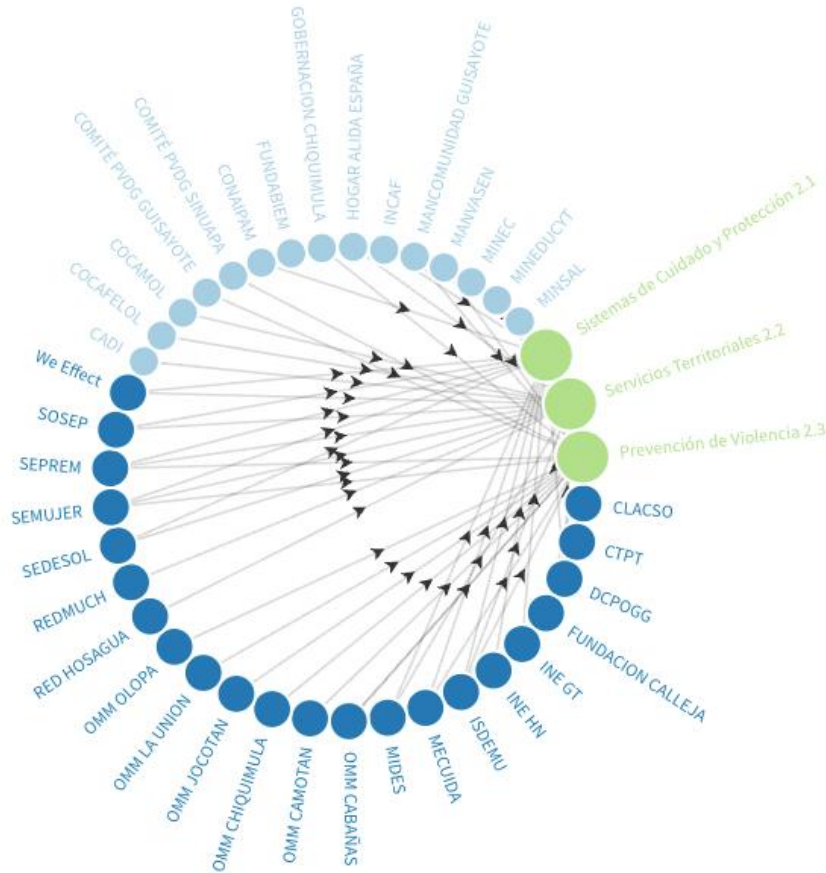 GOBERNACION CHIQUIMULA
HOGAR ALIDA ESPAÑA
INCAF
MANCOMUNIDAD GUISAYOTE
MANVASEN
MINEC
MINEDUCYT
MINSAL
Sistemas de Cuidado y Protección 2.1
Servicios Territoriales 2.2
Prevención de Violencia 2.3
CLACSO
CTPT
DCPOGG
FUNDACION CALLEJA
INE GT
INE HN
ISDEMU
MECUIDA
MIDES
OMM CABAÑAS
OMM CAMOTAN
OMM CHIQUIMULA
OMM JOCOTAN
OMM LA UNION
OMM OLOPA
RED HOSAGUA
REDMUCH
SEDESOL
SEMUJER
SEPREM
SOSEP
We Effect
CADI
COCAFELOL
COCAMOL
COMITÉ PVDG GUISAYOTE
COMITÉ PVDG SINUAPA
CONAIPAM
FUNDABIEM